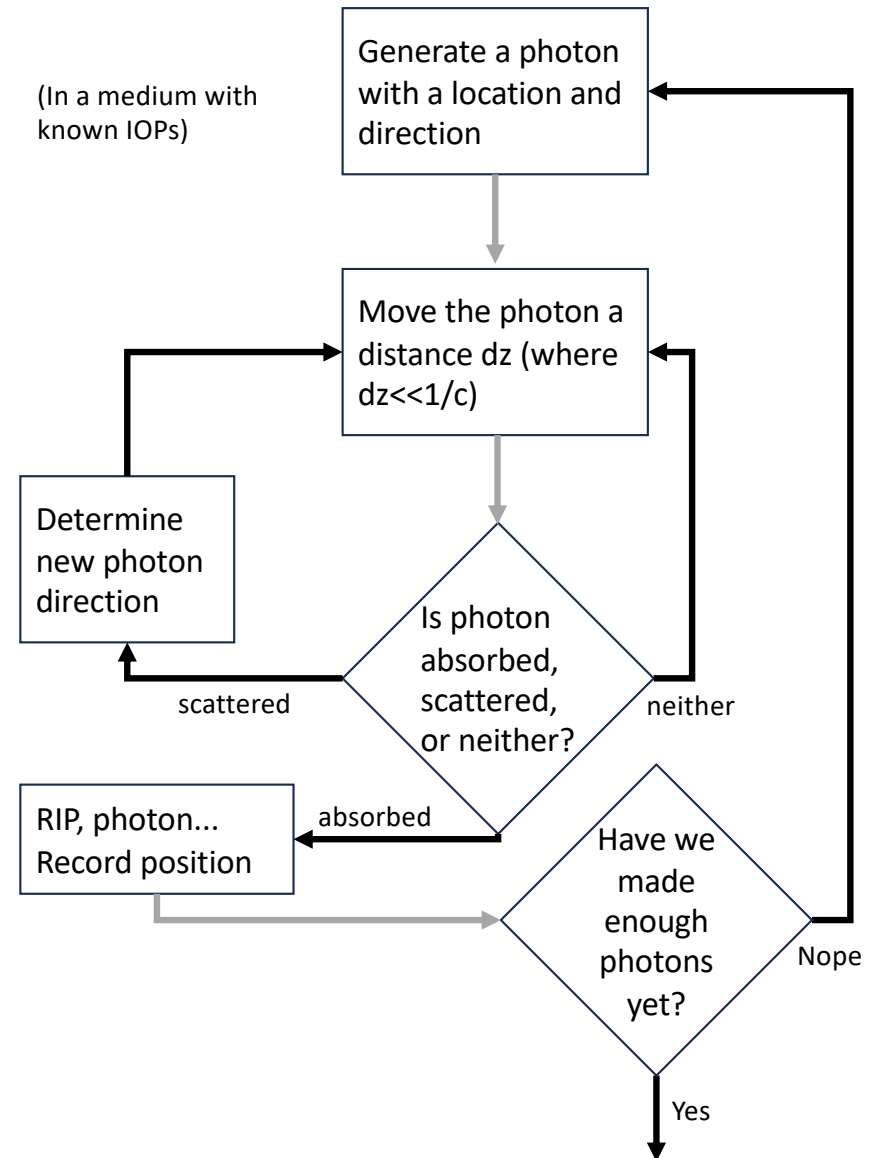 Generate a photon
with a location and
direction
(In a medium with
known IOPs)
Move the photon a
distance dz (where
dz<<1/c)
Determine
new photon
direction
Is photon
absorbed,
scattered,
or neither?
scattered
neither
RIP, photon...
Record position
absorbed
Have we
made
enough
photons
yet?
Nope
Yes